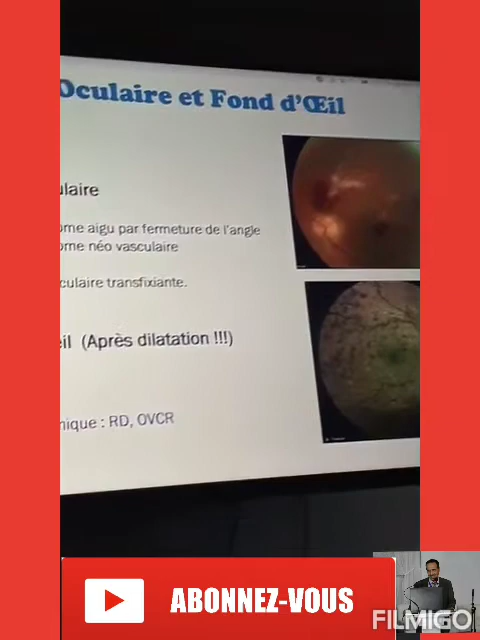 Oculaire et Fond d'Œil
ulaire
ome aigu par fermeture de l'angle
ome néo vasculaire
culaire transfixiante.
eil (Après dilatation !!!)
nique : RD, OVCR
ABONNEZ-VOUS
FILMIGO